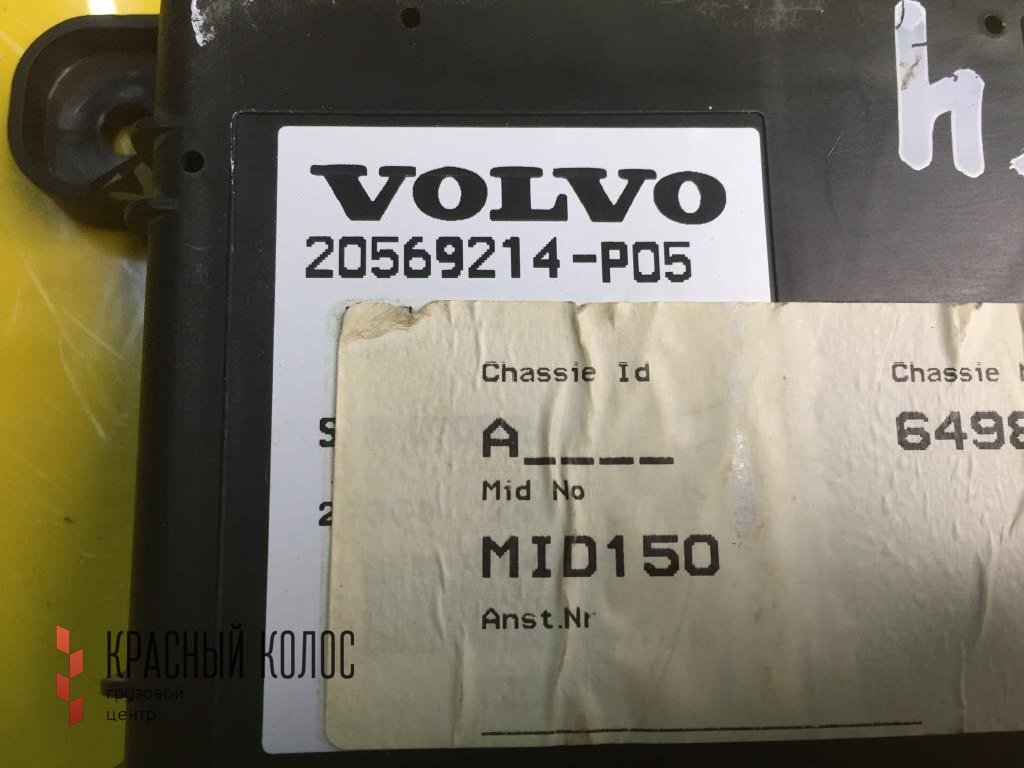 VOLVO
20569214-P05
Chassie Id
Chassie
A____
6498
Mid No
MID150
Anst.Nr
КРАСНЫЙ КОЛОС
грузовой
центр